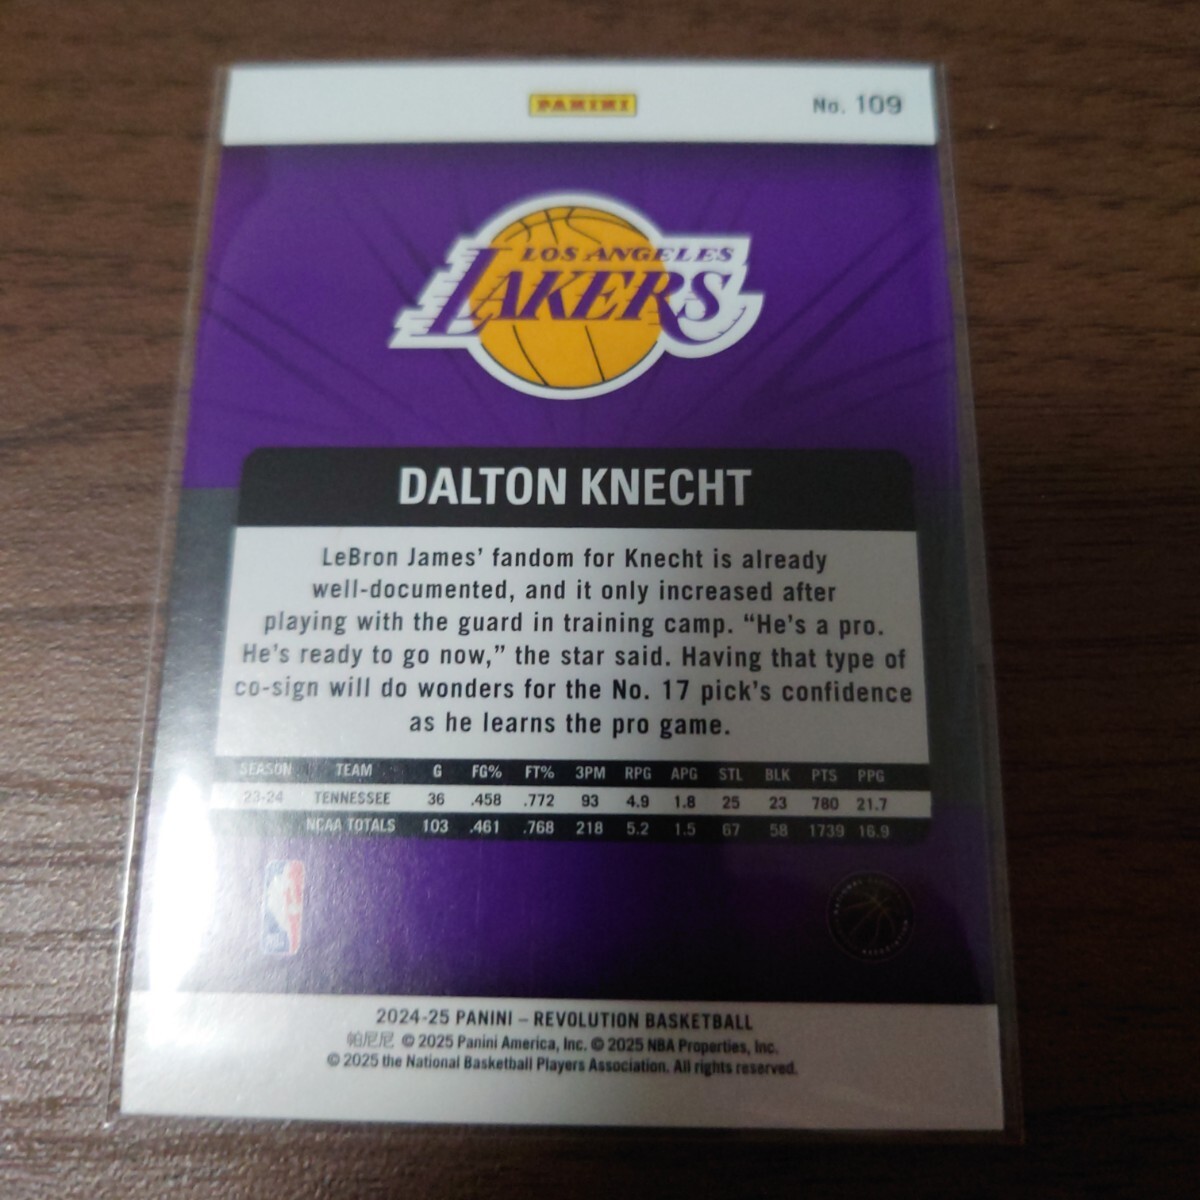 PANINI
No. 109
LOS ANGELES
LAKERS
DALTON KNECHT
LeBron James' fandom for Knecht is already
well-documented, and it only increased after
playing with the guard in training camp. “He's a pro.
He's ready to go now,” the star said. Having that type of
co-sign will do wonders for the No. 17 pick's confidence
as he learns the pro game.
SEASON TEAM G FG% FT% 3PM RPG APG STL BLK PTS PPG
23-24 TENNESSEE 36 .458 .772 93 4.9 1.8 25 23 780 21.7
NCAA TOTALS 103 .461 .768 218 5.2 1.5 67 58 1739 16.9
2024-25 PANINI – REVOLUTION BASKETBALL
帕尼尼 © 2025 Panini America, Inc. © 2025 NBA Properties, Inc.
© 2025 the National Basketball Players Association. All rights reserved.